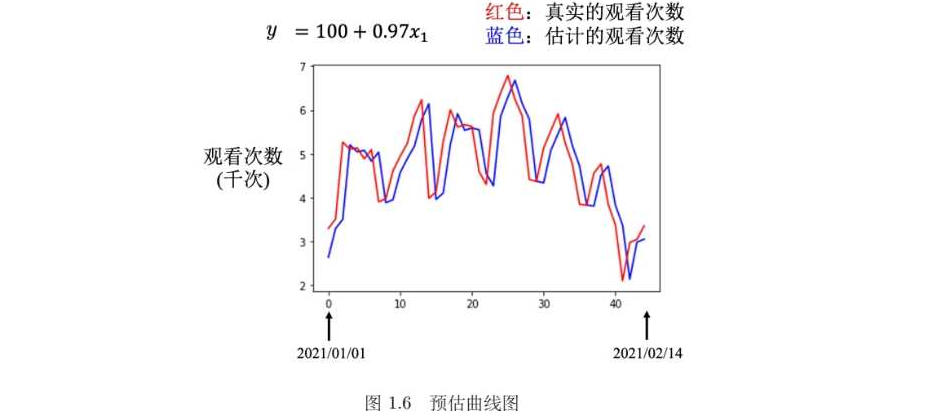 红色：真实的观看次数
y = 100 + 0.97x₁
蓝色：估计的观看次数
7
6
5
4
3
2
观看次数
(千次)
0 10 20 30 40
2021/01/01 2021/02/14
图 1.6 预估曲线图